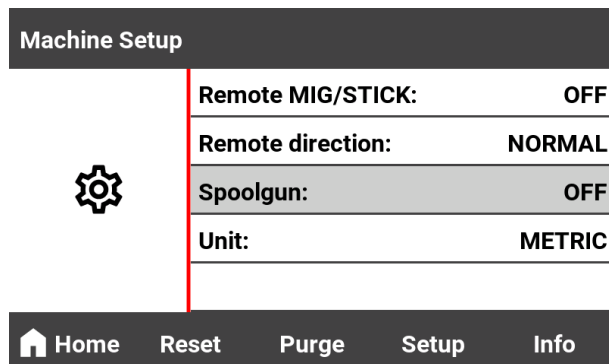 Machine Setup
Remote MIG/STICK: OFF
Remote direction: NORMAL
Spoolgun: OFF
Unit: METRIC
Home Reset Purge Setup Info